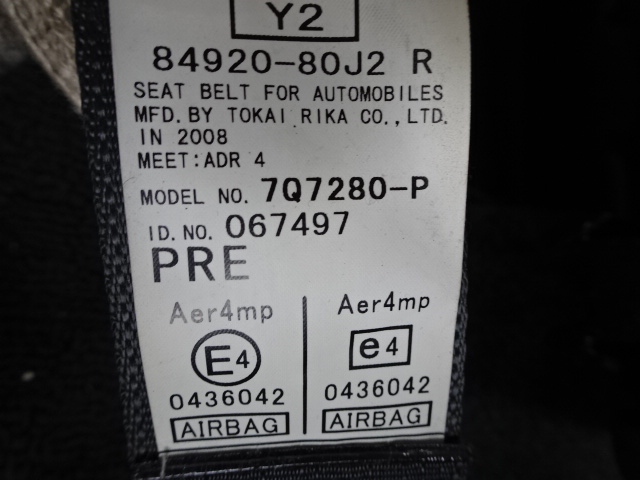 Y2
84920-80J2 R
SEAT BELT FOR AUTOMOBILES
MFD. BY TOKAI RIKA CO.,LTD.
IN 2008
MEET:ADR 4
MODEL NO. 7Q7280-P
ID. NO. 067497
PRE
Aer4mp Aer4mp
E4 e4
0436042 0436042
AIRBAG AIRBAG